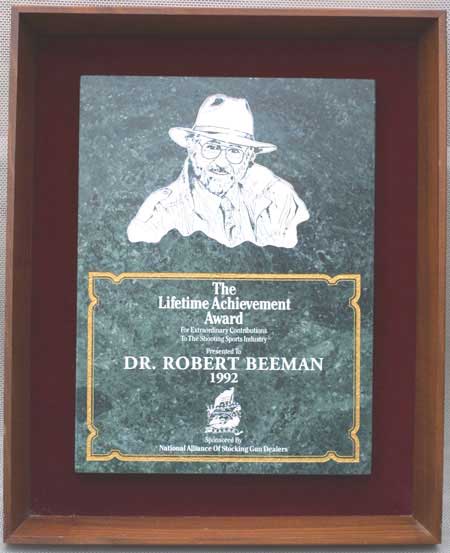 The
Lifetime Achievement
Award
For Extraordinary Contributions
To The Shooting Sports Industry
Presented To
DR. ROBERT BEEMAN
1992
Sponsored By
National Alliance Of Stocking Gun Dealers